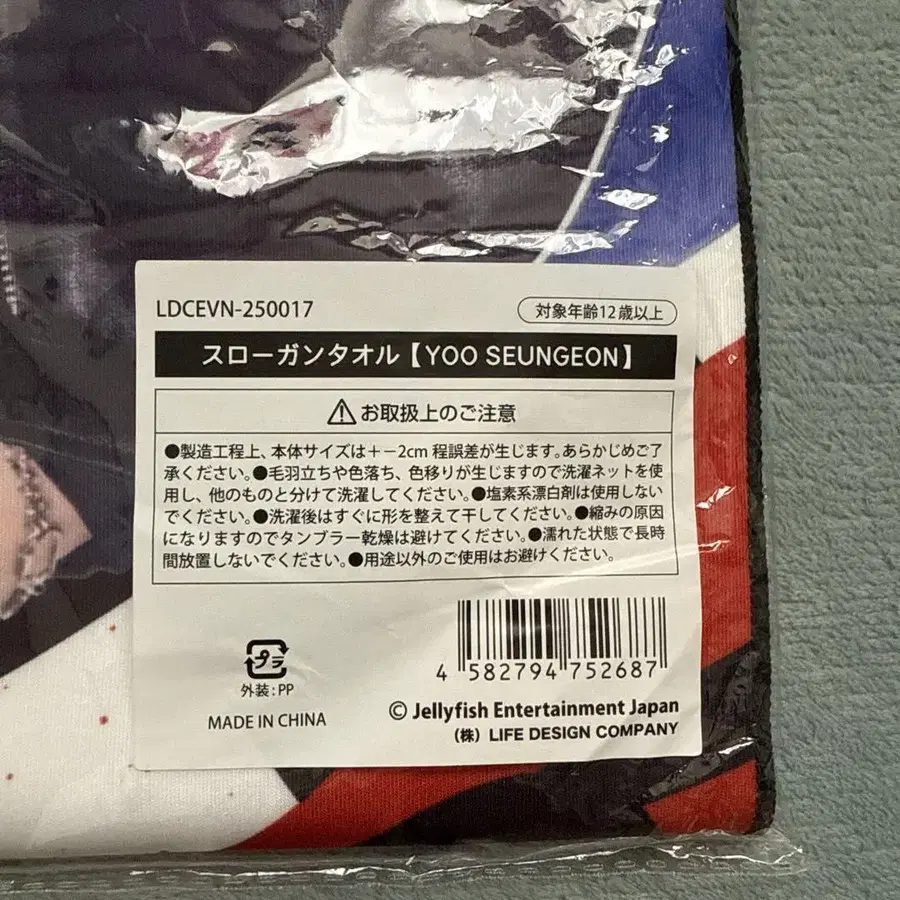 LDCEVN-250017
対象年齢12歳以上
スローガンタオル【YOO SEUNGEON】
⚠お取扱上のご注意
●製造工程上、本体サイズは+−2cm 程誤差が生じます。あらかじめご了
承ください。●毛羽立ちや色落ち、色移りが生じますので洗濯ネットを使
用し、他のものと分けて洗濯してください。●塩素系漂白剤は使用しない
でください。●洗濯後はすぐに形を整えて干してください。●縮みの原因
になりますのでタンブラー乾燥は避けてください。●濡れた状態で長時
間放置しないでください。●用途以外のご使用はお避けください。
プラ
外装:PP
MADE IN CHINA
4 582794 752687
© Jellyfish Entertainment Japan
(株) LIFE DESIGN COMPANY